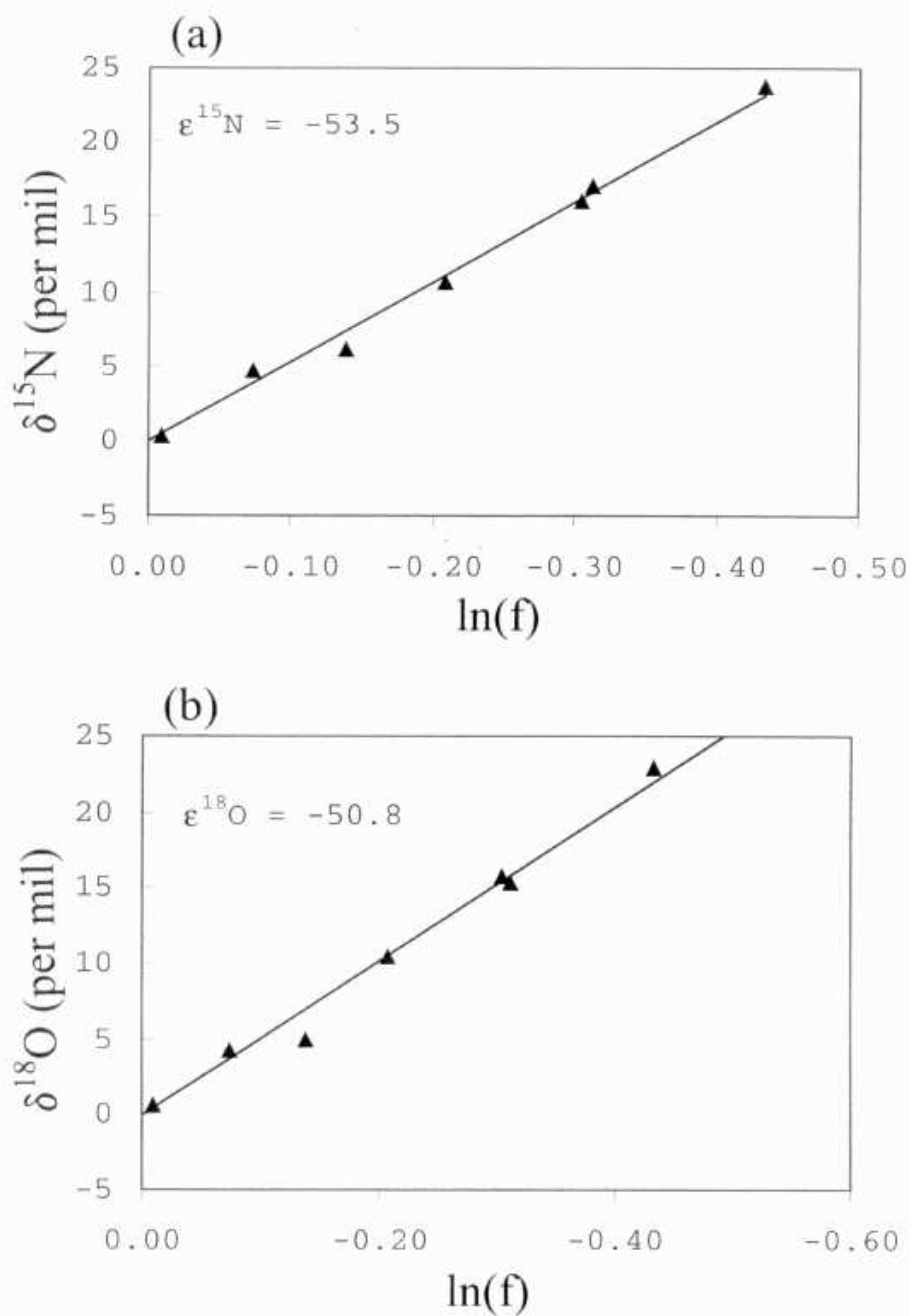 (a)
25
20
15
10
5
0
-5
ε¹⁵N = -53.5
δ¹⁵N (per mil)
0.00 -0.10 -0.20 -0.30 -0.40 -0.50
ln(f)
(b)
25
20
15
10
5
0
-5
ε¹⁸O = -50.8
δ¹⁸O (per mil)
0.00 -0.20 -0.40 -0.60
ln(f)